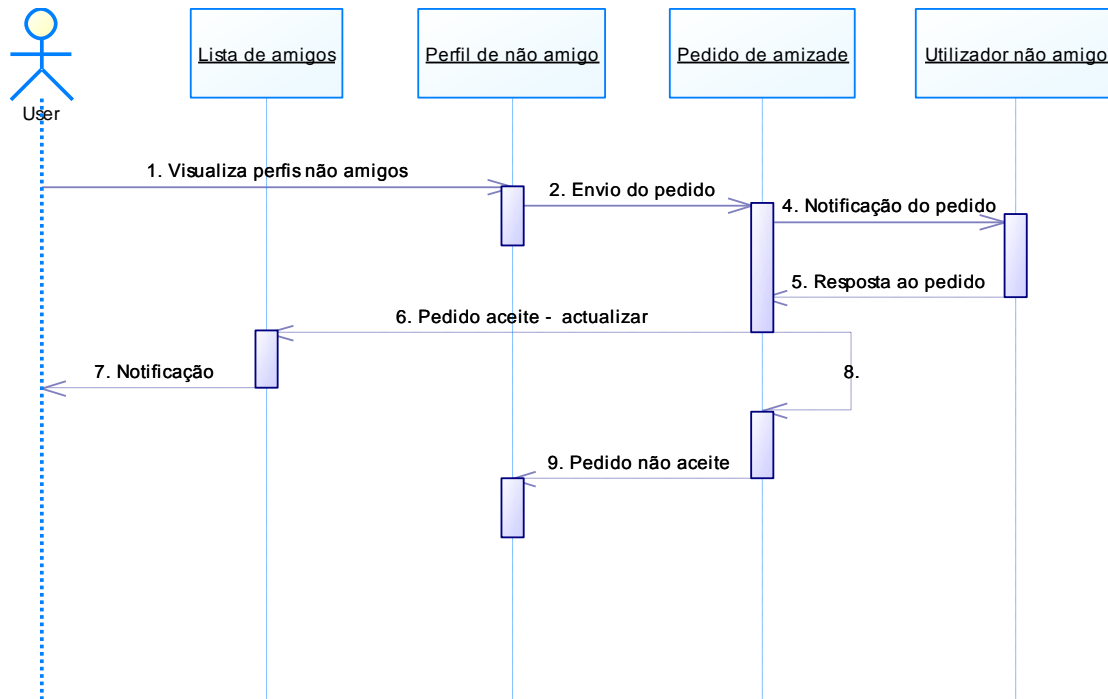 Lista de amigos
Perfil de não amigo
Pedido de amizade
Utilizador não amigo
User
1. Visualiza perfis não amigos
2. Envio do pedido
4. Notificação do pedido
5. Resposta ao pedido
6. Pedido aceite - actualizar
7. Notificação
8.
9. Pedido não aceite